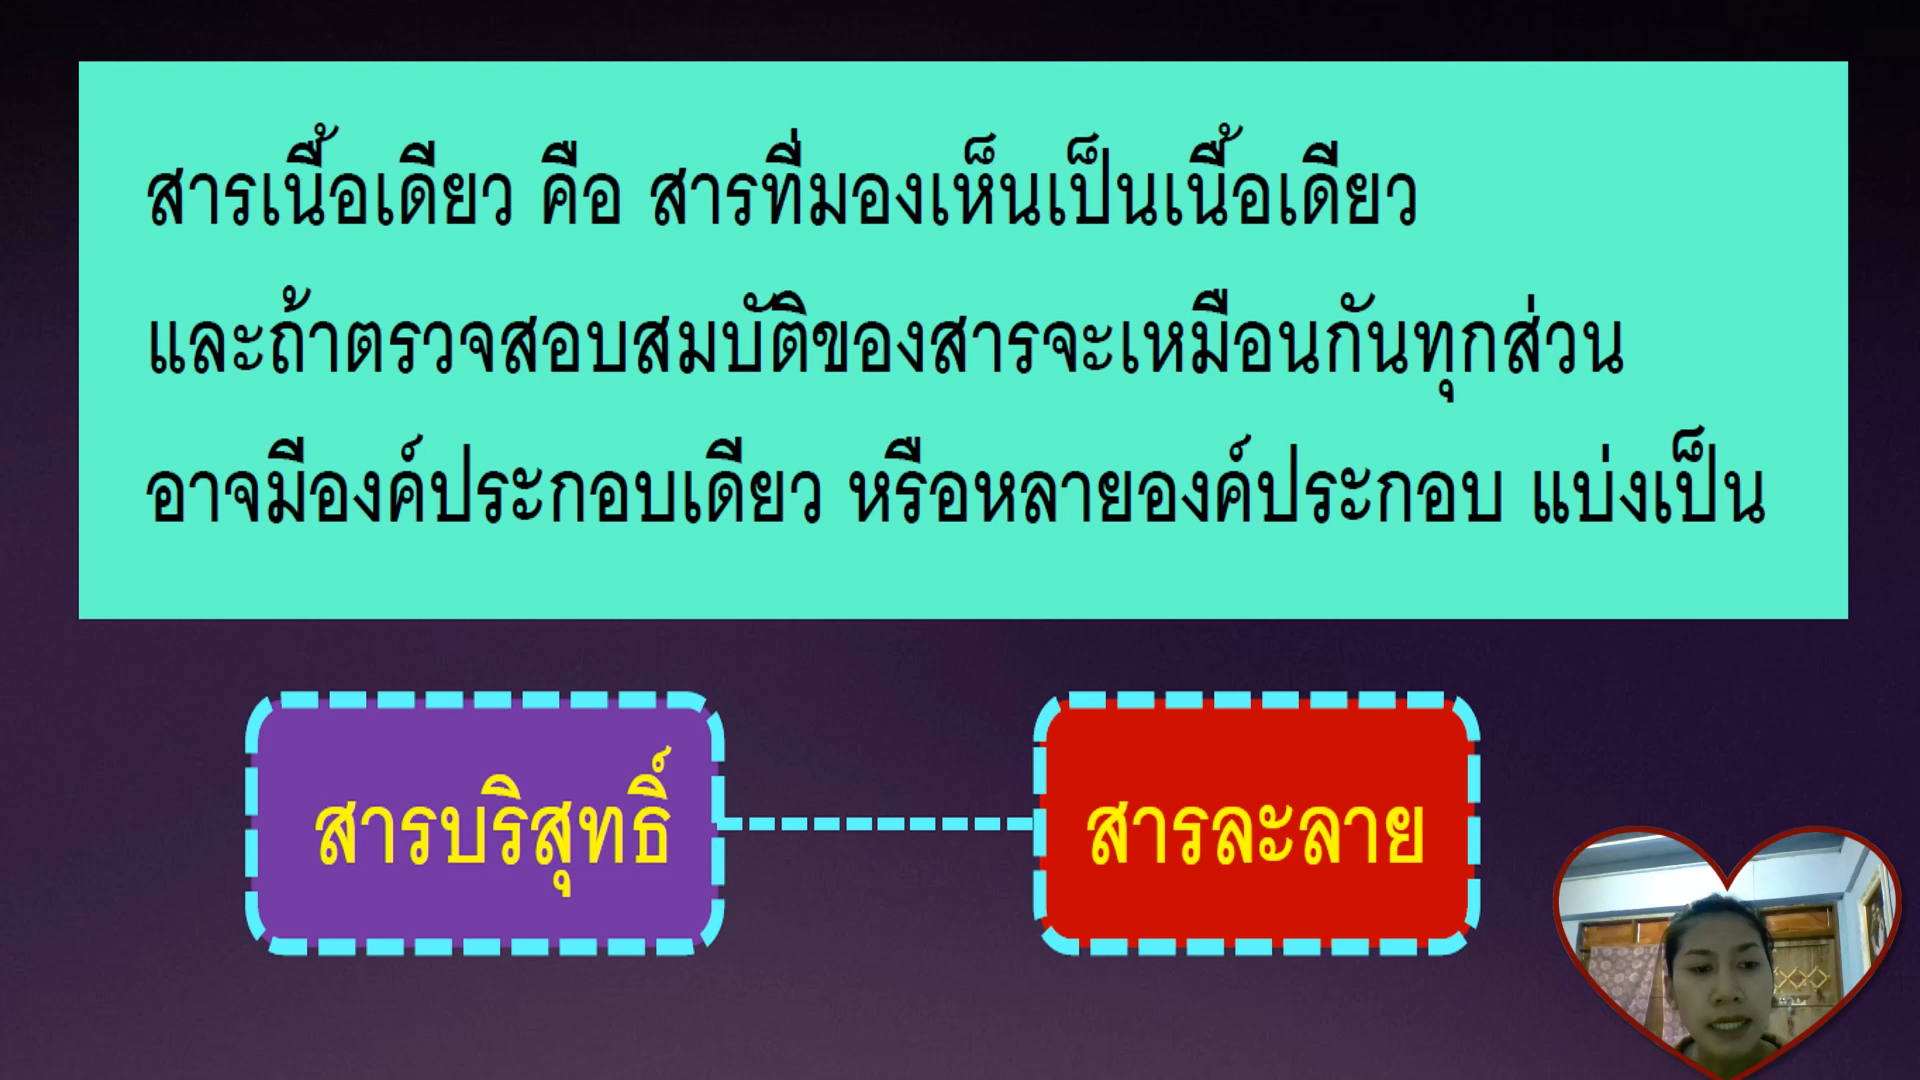 สารเนื้อเดียว คือ สารที่มองเห็นเป็นเนื้อเดียว
และถ้าตรวจสอบสมบัติของสารจะเหมือนกันทุกส่วน
อาจมีองค์ประกอบเดียว หรือหลายองค์ประกอบ แบ่งเป็น
สารบริสุทธิ์
สารละลาย